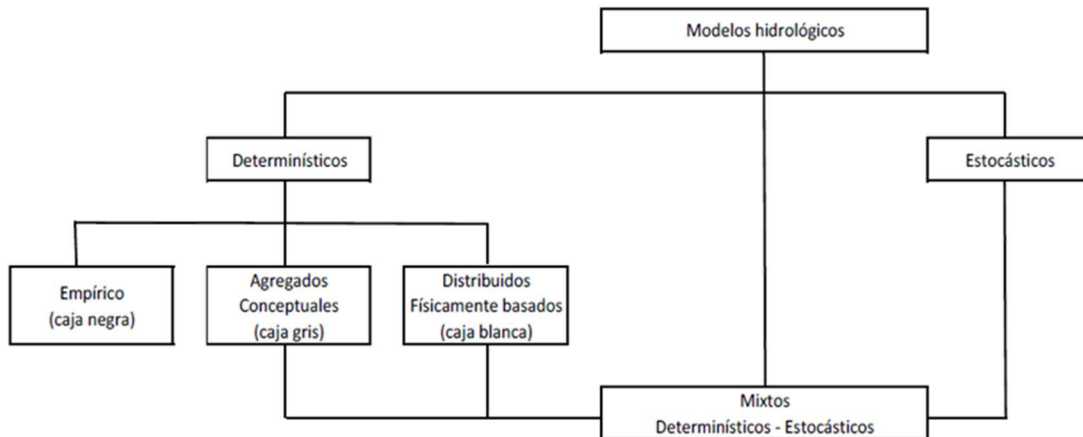 Modelos hidrológicos
Determinísticos
Estocásticos
Empírico
(caja negra)
Agregados
Conceptuales
(caja gris)
Distribuidos
Físicamente basados
(caja blanca)
Mixtos
Determinísticos - Estocásticos